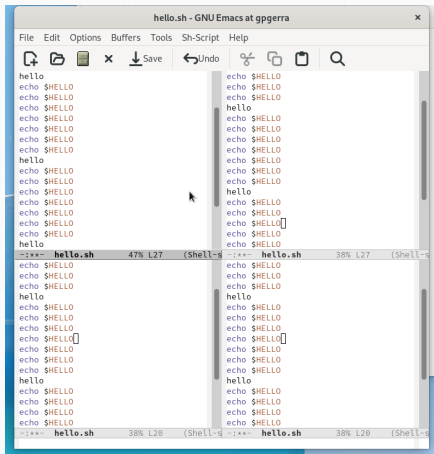 hello.sh - GNU Emacs at gpgerra
File Edit Options Buffers Tools Sh-Script Help
Save Undo
hello
echo $HELLO
echo $HELLO
echo $HELLO
echo $HELLO
echo $HELLO
echo $HELLO
echo $HELLO
hello
echo $HELLO
echo $HELLO
echo $HELLO
echo $HELLO
echo $HELLO
echo $HELLO
echo $HELLO
hello
-:**- hello.sh 47% L27 (Shell-s
echo $HELLO
echo $HELLO
echo $HELLO
hello
echo $HELLO
echo $HELLO
echo $HELLO
echo $HELLO
echo $HELLO
echo $HELLO
echo $HELLO
hello
echo $HELLO
echo $HELLO
echo $HELLO
echo $HELLO
echo $HELLO
-:**- hello.sh 38% L27 (Shell-s
echo $HELLO
echo $HELLO
echo $HELLO
hello
echo $HELLO
echo $HELLO
echo $HELLO
echo $HELLO
echo $HELLO
echo $HELLO
echo $HELLO
hello
echo $HELLO
echo $HELLO
echo $HELLO
echo $HELLO
-:**- hello.sh 38% L20 (Shell-s
echo $HELLO
echo $HELLO
echo $HELLO
hello
echo $HELLO
echo $HELLO
echo $HELLO
echo $HELLO
echo $HELLO
echo $HELLO
echo $HELLO
hello
echo $HELLO
echo $HELLO
echo $HELLO
echo $HELLO
-:**- hello.sh 38% L20 (Shell-s